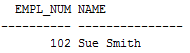 EMPL_NUM NAME
---------- ---------------
102 Sue Smith